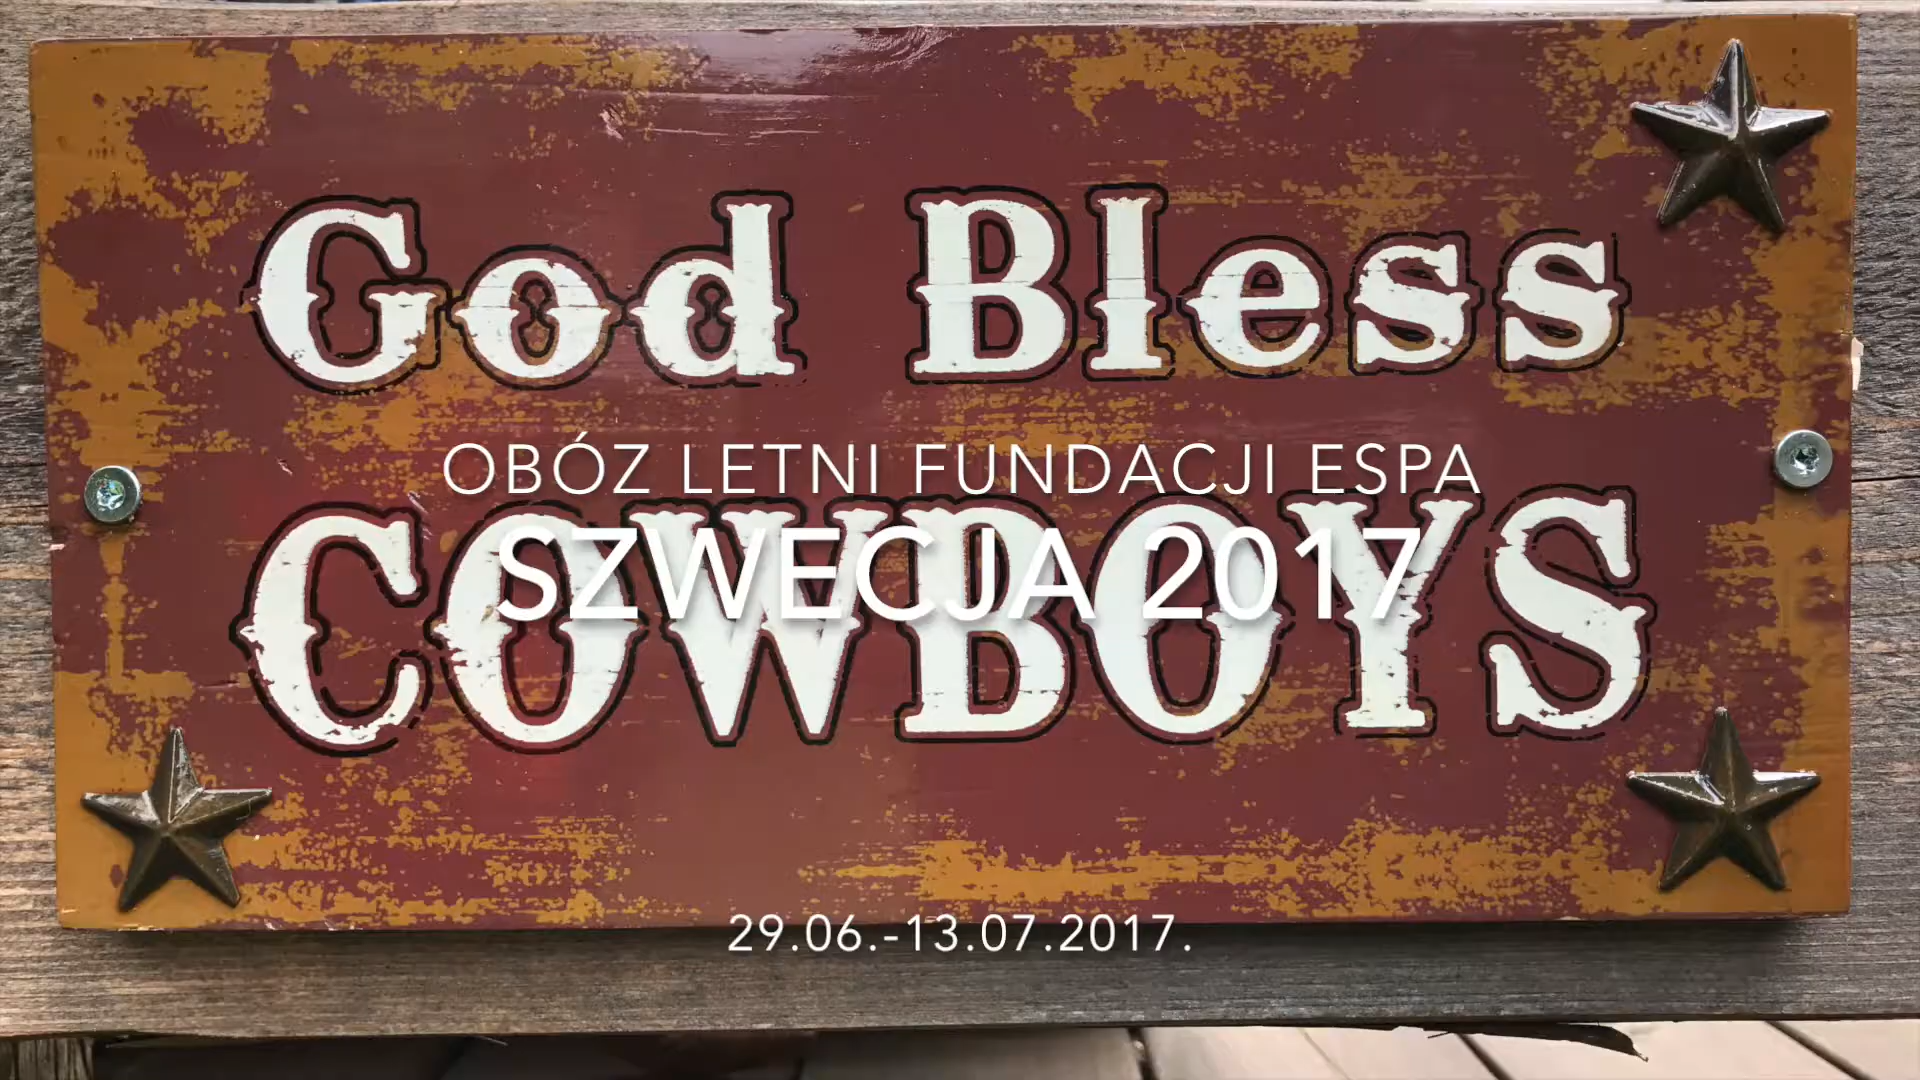 God Bless
OBÓZ LETNI FUNDACJI ESPA
COWBOYS
SZWECJA 2017
29.06.-13.07.2017.